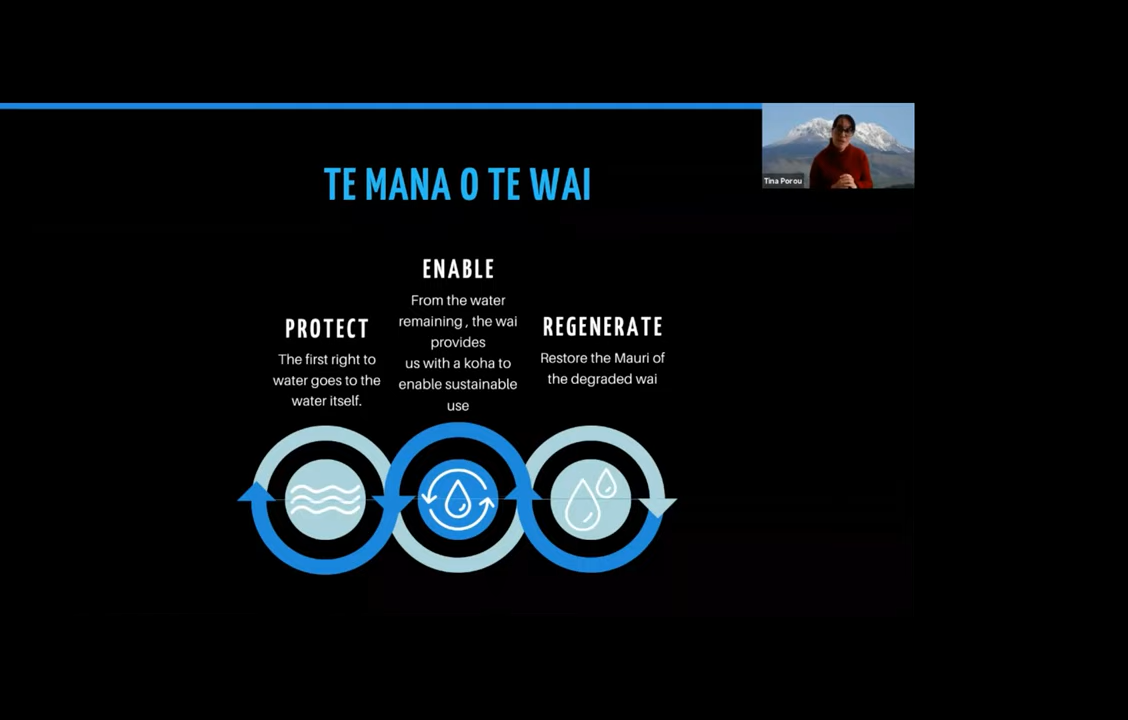 Tina Porou
TE MANA O TE WAI
PROTECT
The first right to
water goes to the
water itself.
ENABLE
From the water
remaining , the wai
provides
us with a koha to
enable sustainable
use
REGENERATE
Restore the Mauri of
the degraded wai